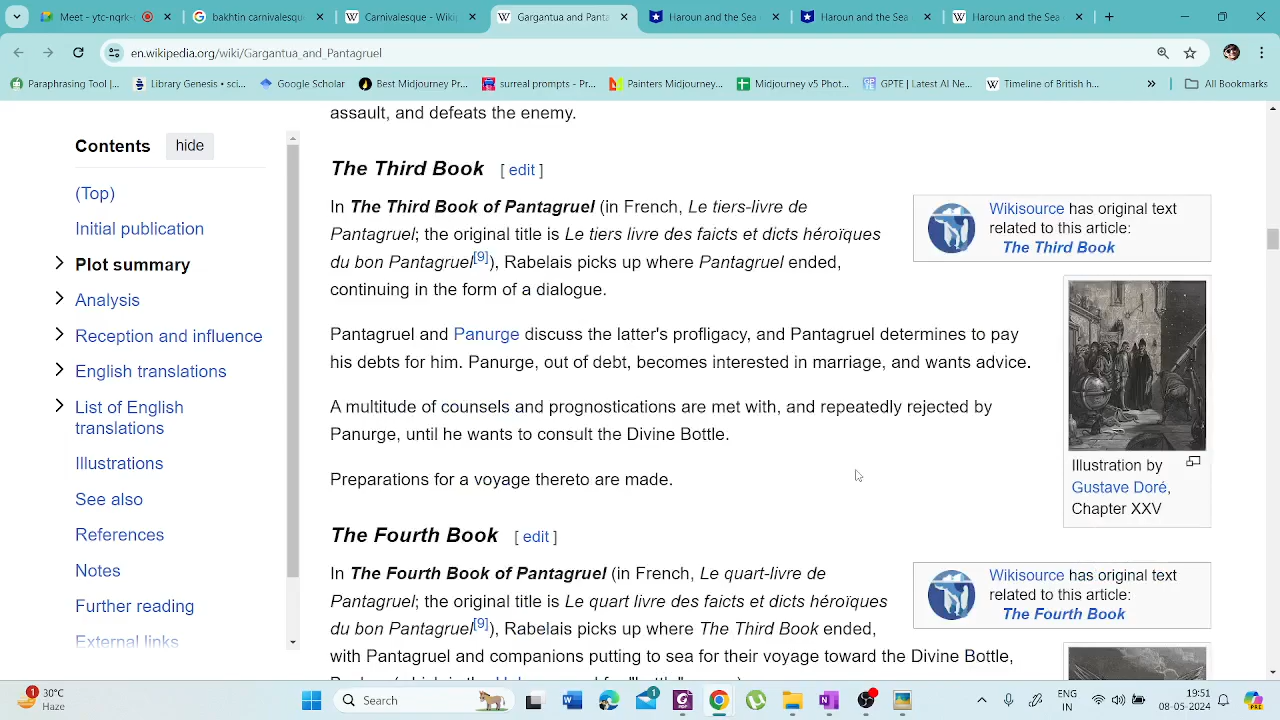 Meet - ytc-rqrk-
bakhtin carnivalesqu
Carnivalesque - Wiki
Gargantua and Panta
Haroun and the Sea
Haroun and the Sea
Haroun and the Sea
en.wikipedia.org/wiki/Gargantua_and_Pantagruel
Paraphrasing Tool |...
Library Genesis • sci...
Google Scholar
Best Midjourney Pr...
surreal prompts - Pr...
Painters Midjourney...
Midjourney v5 Phot...
GPTE | Latest AI Ne...
Timeline of British h...
All Bookmarks
Contents
hide
(Top)
Initial publication
Plot summary
Analysis
Reception and influence
English translations
List of English
translations
Illustrations
See also
References
Notes
Further reading
External links
assault, and defeats the enemy.
The Third Book [ edit ]
In The Third Book of Pantagruel (in French, Le tiers-livre de
Pantagruel; the original title is Le tiers livre des faicts et dicts héroïques
du bon Pantagruel[9]), Rabelais picks up where Pantagruel ended,
continuing in the form of a dialogue.
Wikisource has original text
related to this article:
The Third Book
Pantagruel and Panurge discuss the latter's profligacy, and Pantagruel determines to pay
his debts for him. Panurge, out of debt, becomes interested in marriage, and wants advice.
A multitude of counsels and prognostications are met with, and repeatedly rejected by
Panurge, until he wants to consult the Divine Bottle.
Preparations for a voyage thereto are made.
Illustration by
Gustave Doré,
Chapter XXV
The Fourth Book [ edit ]
In The Fourth Book of Pantagruel (in French, Le quart-livre de
Pantagruel; the original title is Le quart livre des faicts et dicts héroïques
du bon Pantagruel[9]), Rabelais picks up where The Third Book ended,
with Pantagruel and companions putting to sea for their voyage toward the Divine Bottle,
Wikisource has original text
related to this article:
The Fourth Book
1
30°C
Haze
Search
1
ENG
IN
19:51
08-05-2024